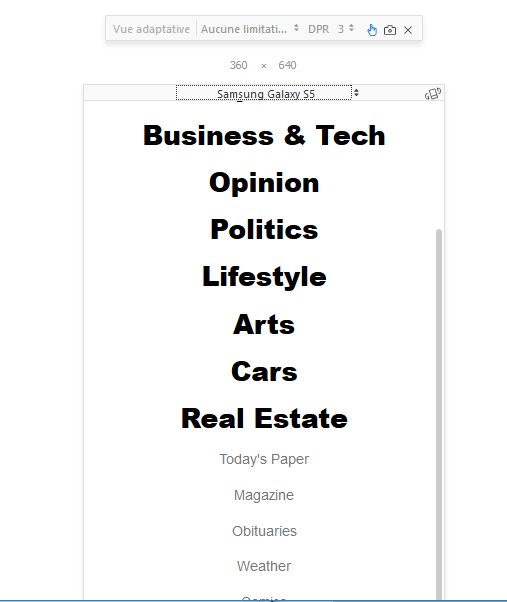 Vue adaptative Aucune limitati... DPR 3
360 × 640
Samsung Galaxy S5
Business & Tech
Opinion
Politics
Lifestyle
Arts
Cars
Real Estate
Today's Paper
Magazine
Obituaries
Weather